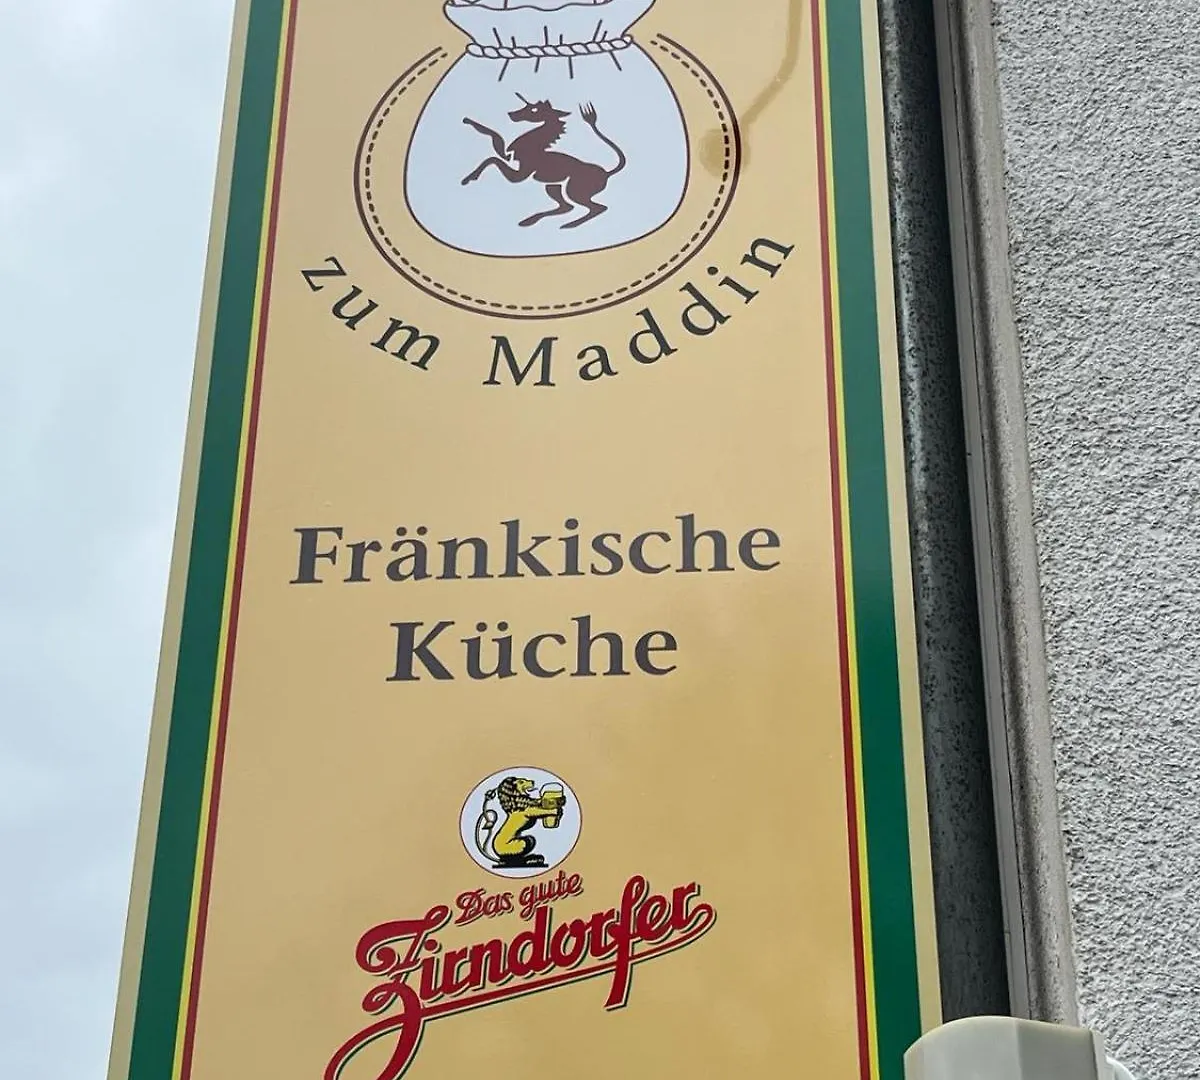 zum Maddin
Fränkische
Küche
Das gute
Zirndorfer